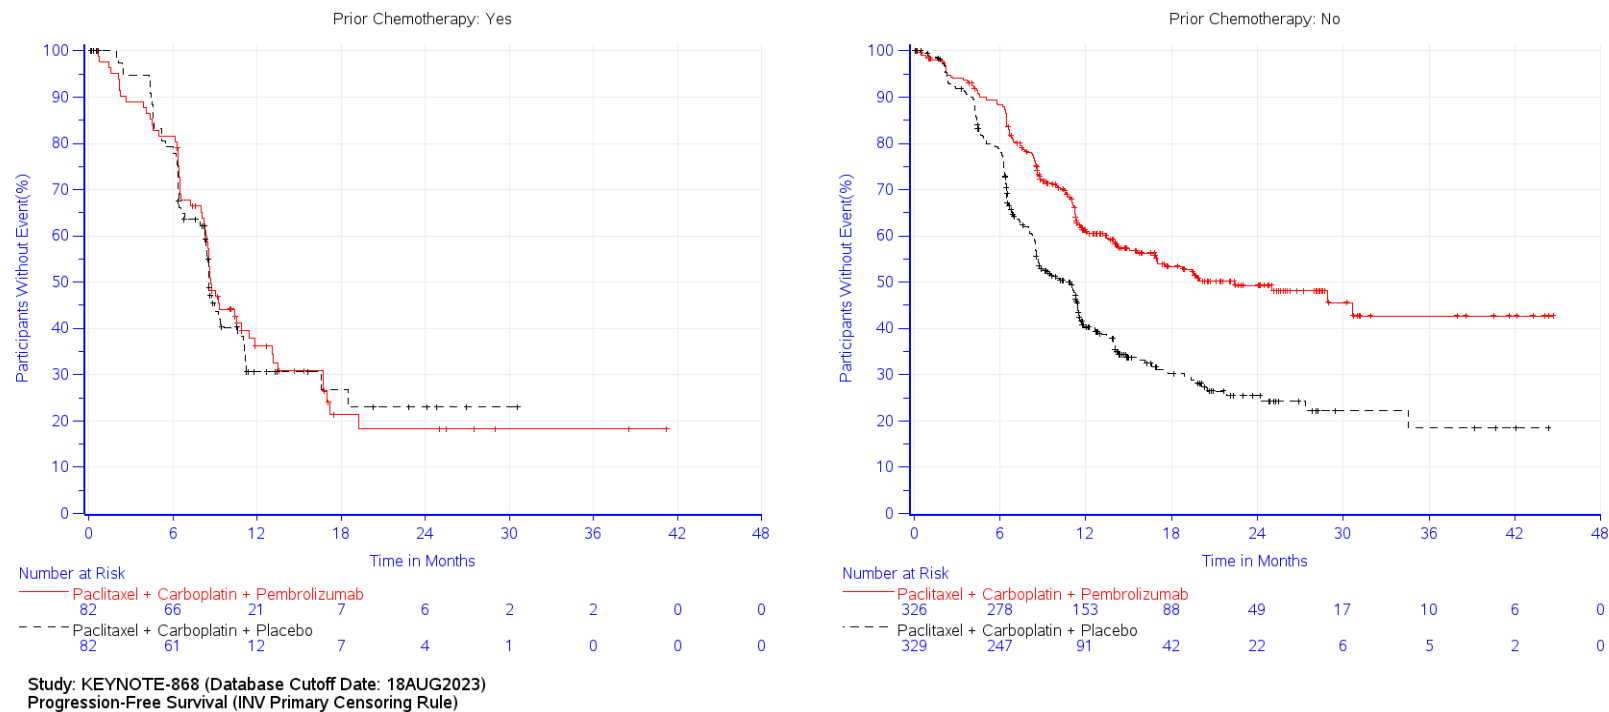 Prior Chemotherapy: Yes
100
90
80
70
60
50
40
30
20
10
0
Participants Without Event(%)
0 6 12 18 24 30 36 42 48
Time in Months
Number at Risk
Paclitaxel + Carboplatin + Pembrolizumab
82 66 21 7 6 2 2 0 0
Paclitaxel + Carboplatin + Placebo
82 61 12 7 4 1 0 0 0
Prior Chemotherapy: No
100
90
80
70
60
50
40
30
20
10
0
Participants Without Event(%)
0 6 12 18 24 30 36 42 48
Time in Months
Number at Risk
Paclitaxel + Carboplatin + Pembrolizumab
326 278 153 88 49 17 10 6 0
Paclitaxel + Carboplatin + Placebo
329 247 91 42 22 6 5 2 0
Study: KEYNOTE-868 (Database Cutoff Date: 18AUG2023)
Progression-Free Survival (INV Primary Censoring Rule)